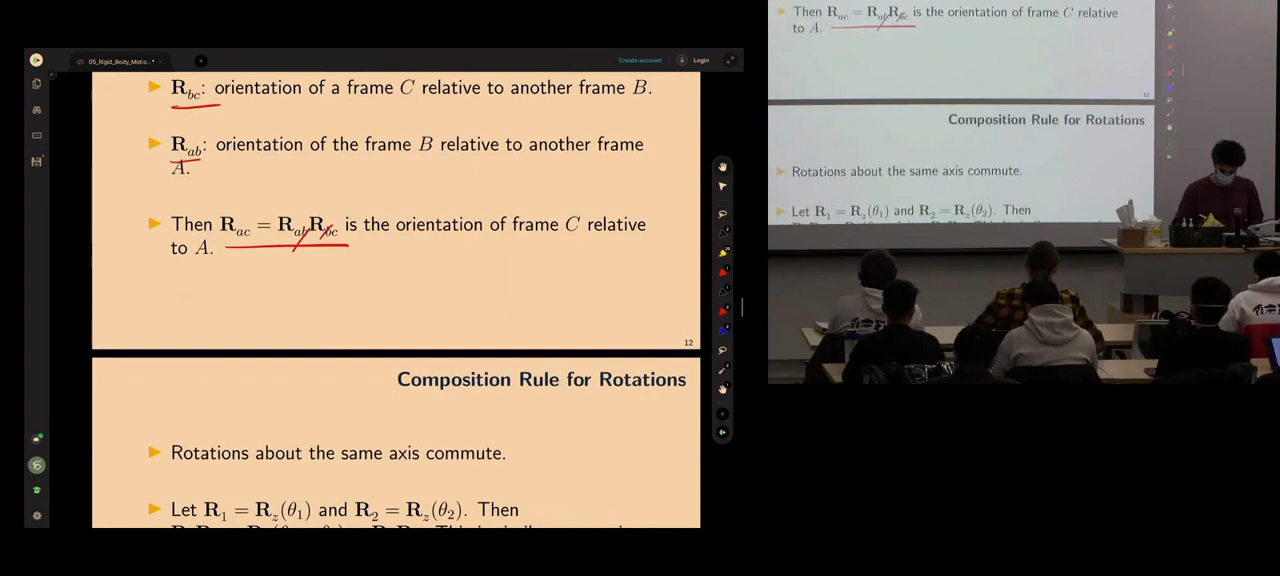 05_Rigid_Body_Motio...*
Create account
Login
R_bc: orientation of a frame C relative to another frame B.
R_ab: orientation of the frame B relative to another frame
A.
Then R_ac = R_ab R_bc is the orientation of frame C relative
to A.
12
Composition Rule for Rotations
Rotations about the same axis commute.
Let R_1 = R_z(θ_1) and R_2 = R_z(θ_2). Then
Then R_ac = R_ab R_bc is the orientation of frame C relative
to A.
12
Composition Rule for Rotations
Rotations about the same axis commute.
Let R_1 = R_z(θ_1) and R_2 = R_z(θ_2). Then